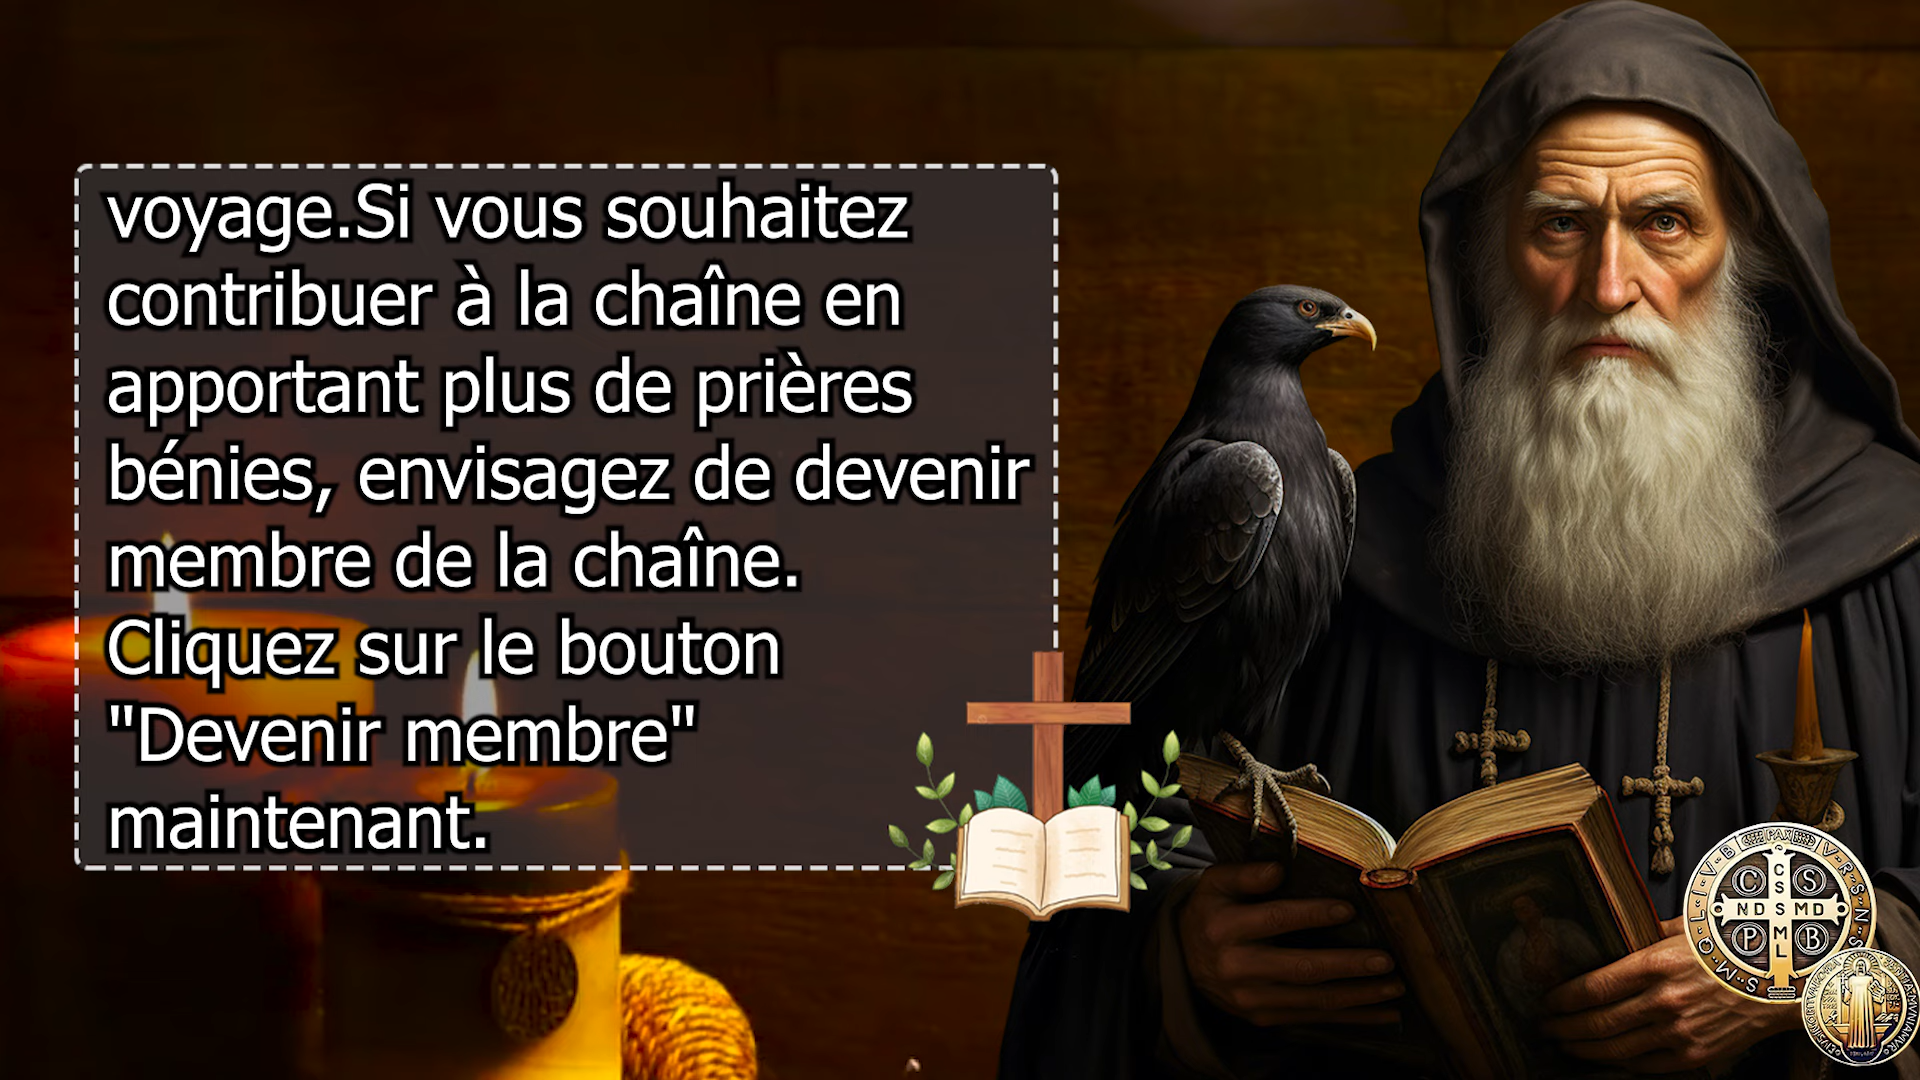 voyage.Si vous souhaitez
contribuer à la chaîne en
apportant plus de prières
bénies, envisagez de devenir
membre de la chaîne.
Cliquez sur le bouton
"Devenir membre"
maintenant.
PAX
C S
C
S
S
N D S M D
M
L
P B